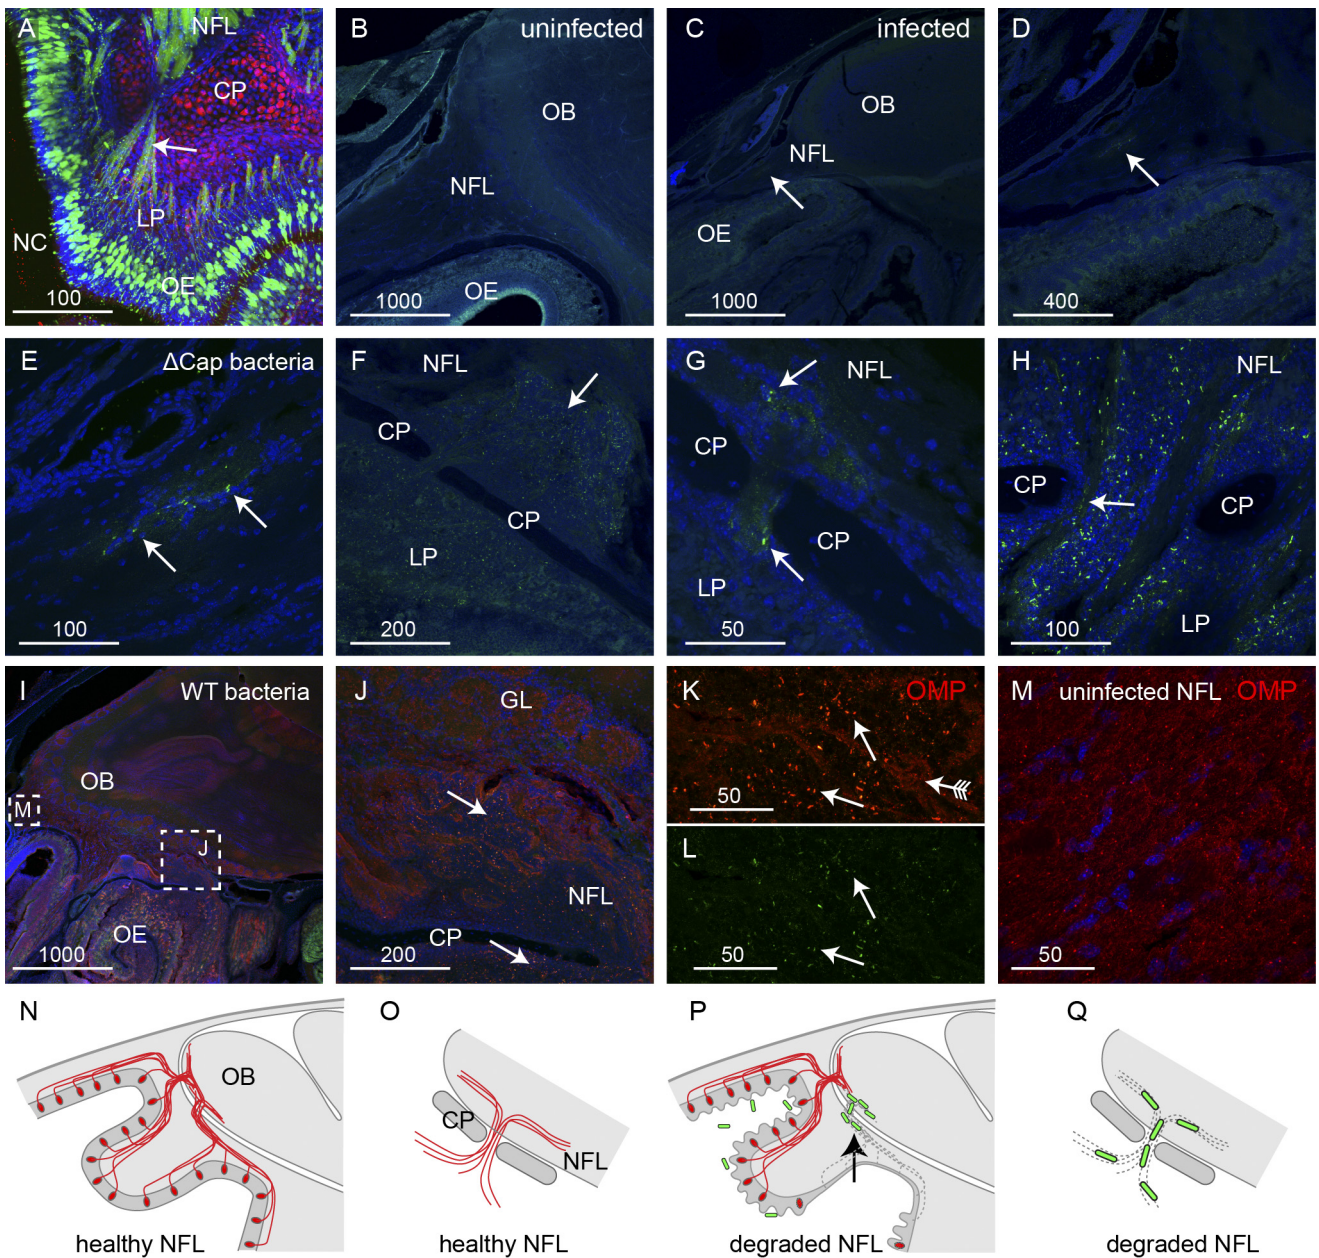 A
NFL
CP
LP
NC
OE
100
B
uninfected
OB
NFL
OE
1000
C
infected
OB
NFL
OE
1000
D
400
E
ΔCap bacteria
100
F
NFL
CP
CP
LP
200
G
NFL
CP
CP
LP
50
H
NFL
CP
CP
LP
100
I
WT bacteria
OB
M
J
OE
1000
J
GL
NFL
CP
200
K
OMP
50
L
50
M
uninfected NFL OMP
50
N
OB
healthy NFL
O
CP
NFL
healthy NFL
P
degraded NFL
Q
degraded NFL